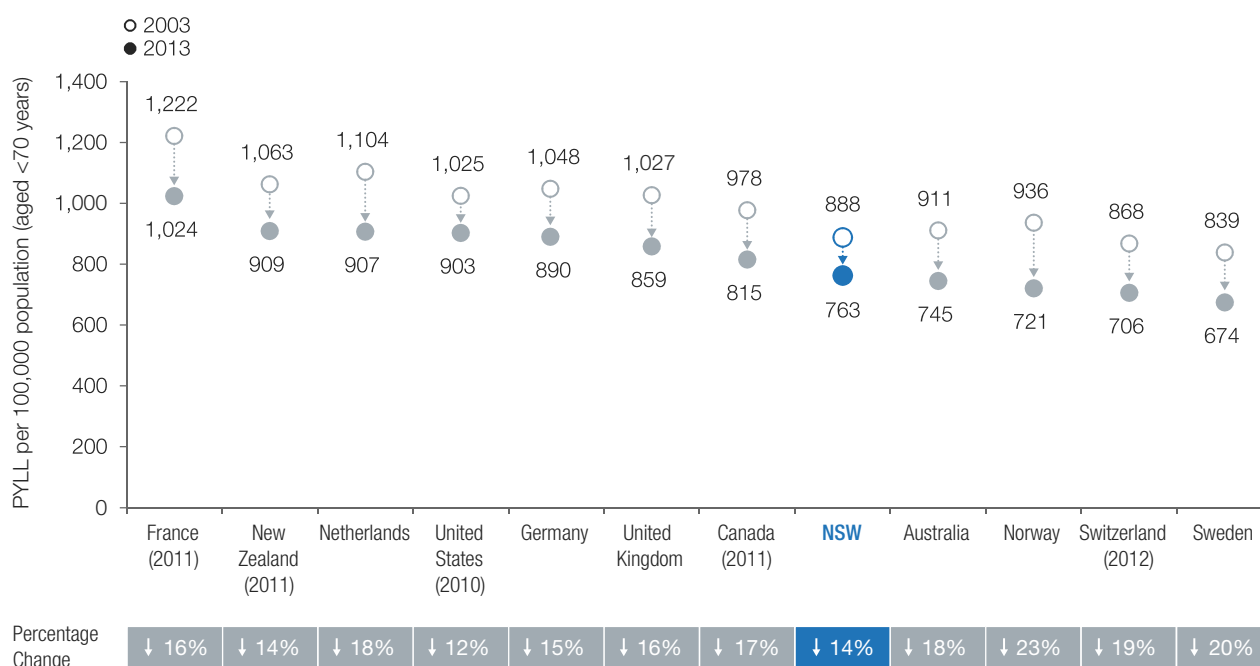 2003
2013
PYLL per 100,000 population (aged <70 years)
1,400
1,200
1,000
800
600
400
200
0
1,222
1,024
1,063
909
1,104
907
1,025
903
1,048
890
1,027
859
978
815
888
763
911
745
936
721
868
706
839
674
France
(2011)
New
Zealand
(2011)
Netherlands
United
States
(2010)
Germany
United
Kingdom
Canada
(2011)
NSW
Australia
Norway
Switzerland
(2012)
Sweden
Percentage
Change
↓ 16%
↓ 14%
↓ 18%
↓ 12%
↓ 15%
↓ 16%
↓ 17%
↓ 14%
↓ 18%
↓ 23%
↓ 19%
↓ 20%